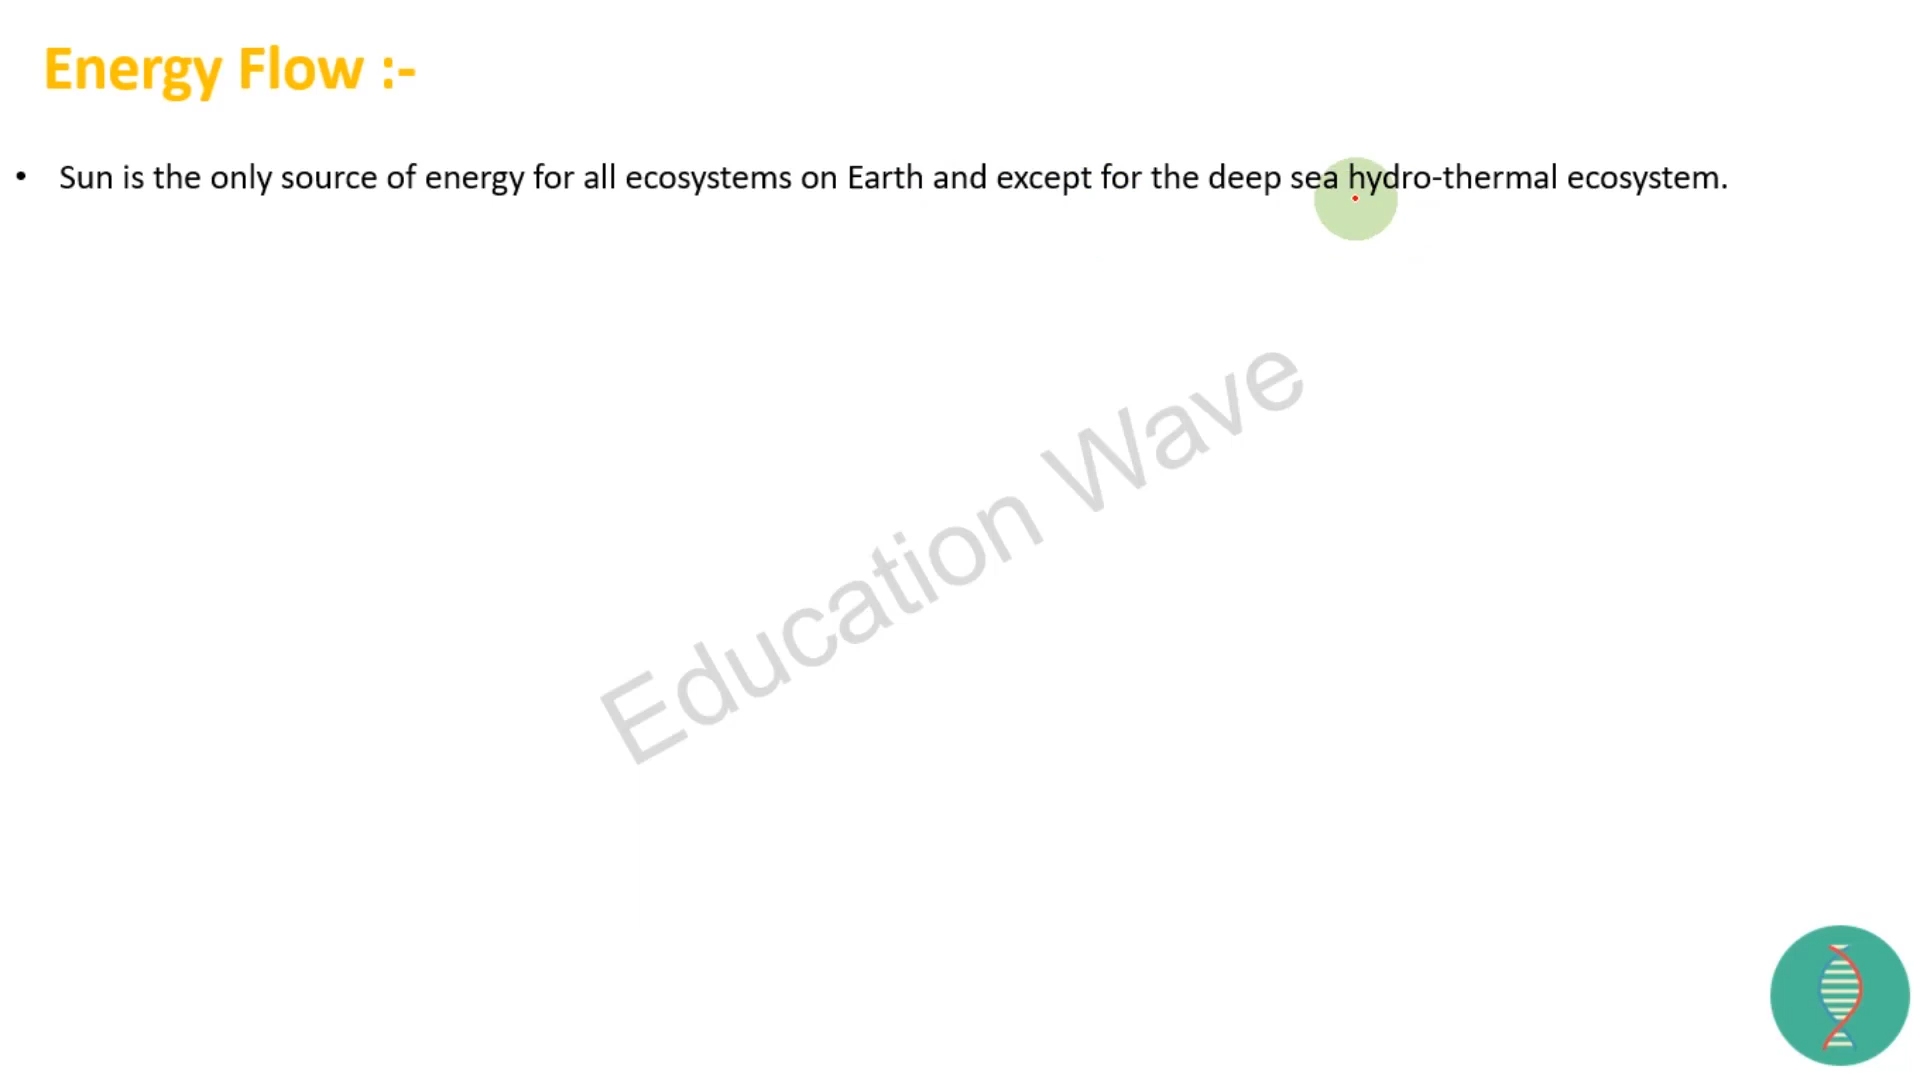 Energy Flow :-
• Sun is the only source of energy for all ecosystems on Earth and except for the deep sea hydro-thermal ecosystem.
Education Wave